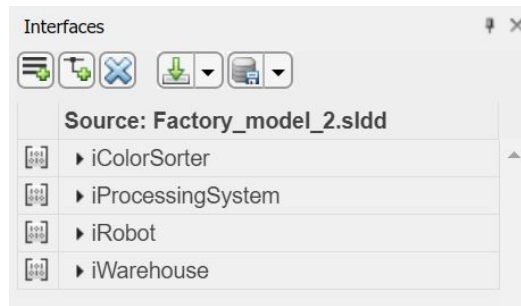 Interfaces
Source: Factory_model_2.sldd
iColorSorter
iProcessingSystem
iRobot
iWarehouse